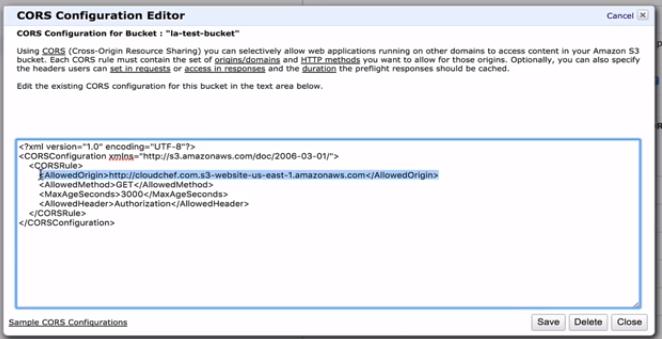 CORS Configuration Editor
Cancel
CORS Configuration for Bucket : "la-test-bucket"
Using CORS (Cross-Origin Resource Sharing) you can selectively allow web applications running on other domains to access content in your Amazon S3
bucket. Each CORS rule must contain the set of origins/domains and HTTP methods you want to allow for those origins. Optionally, you can also specify
the headers users can set in requests or access in responses and the duration the preflight responses should be cached.
Edit the existing CORS configuration for this bucket in the text area below.
<?xml version="1.0" encoding="UTF-8"?>
<CORSConfiguration xmlns="http://s3.amazonaws.com/doc/2006-03-01/">
<CORSRule>
<AllowedOrigin>http://cloudchef.com.s3-website-us-east-1.amazonaws.com</AllowedOrigin>
<AllowedMethod>GET</AllowedMethod>
<MaxAgeSeconds>3000</MaxAgeSeconds>
<AllowedHeader>Authorization</AllowedHeader>
</CORSRule>
</CORSConfiguration>
Sample CORS Configurations
Save
Delete
Close